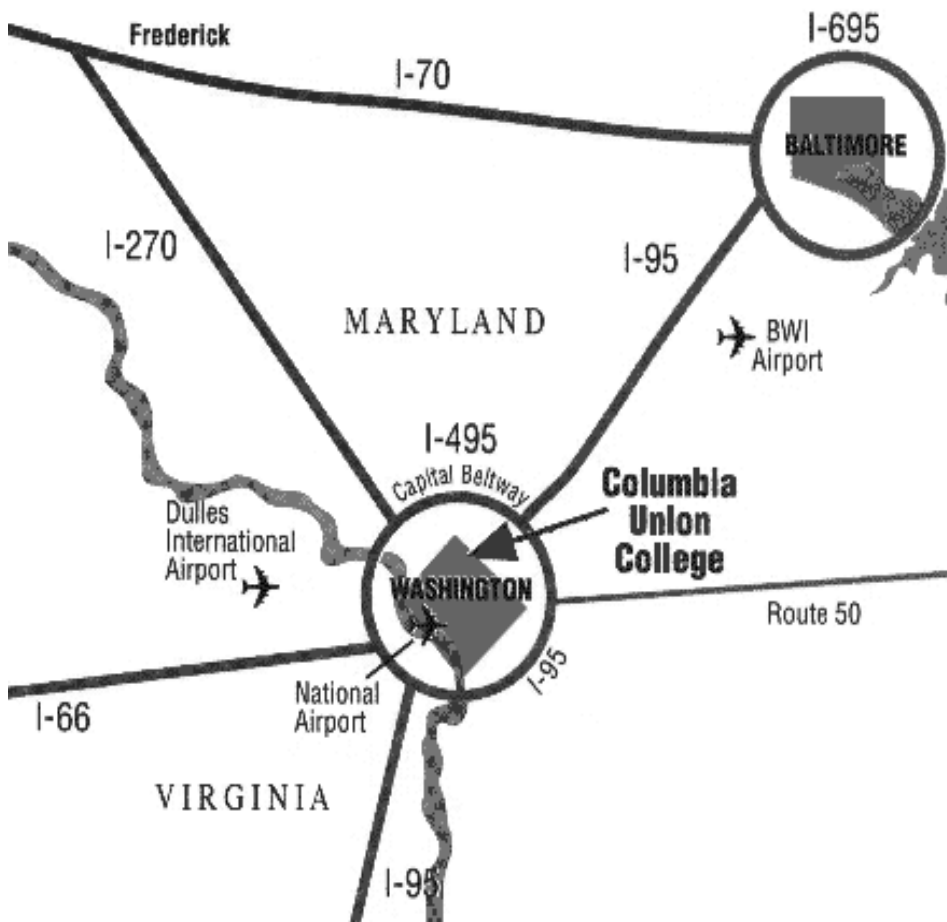 I-695
Frederick
I-70
BALTIMORE
I-270
I-95
MARYLAND
BWI
Airport
I-495
Capital Beltway
Columbia
Union
College
Dulles
International
Airport
WASHINGTON
Route 50
I-95
National
Airport
I-66
VIRGINIA
I-95